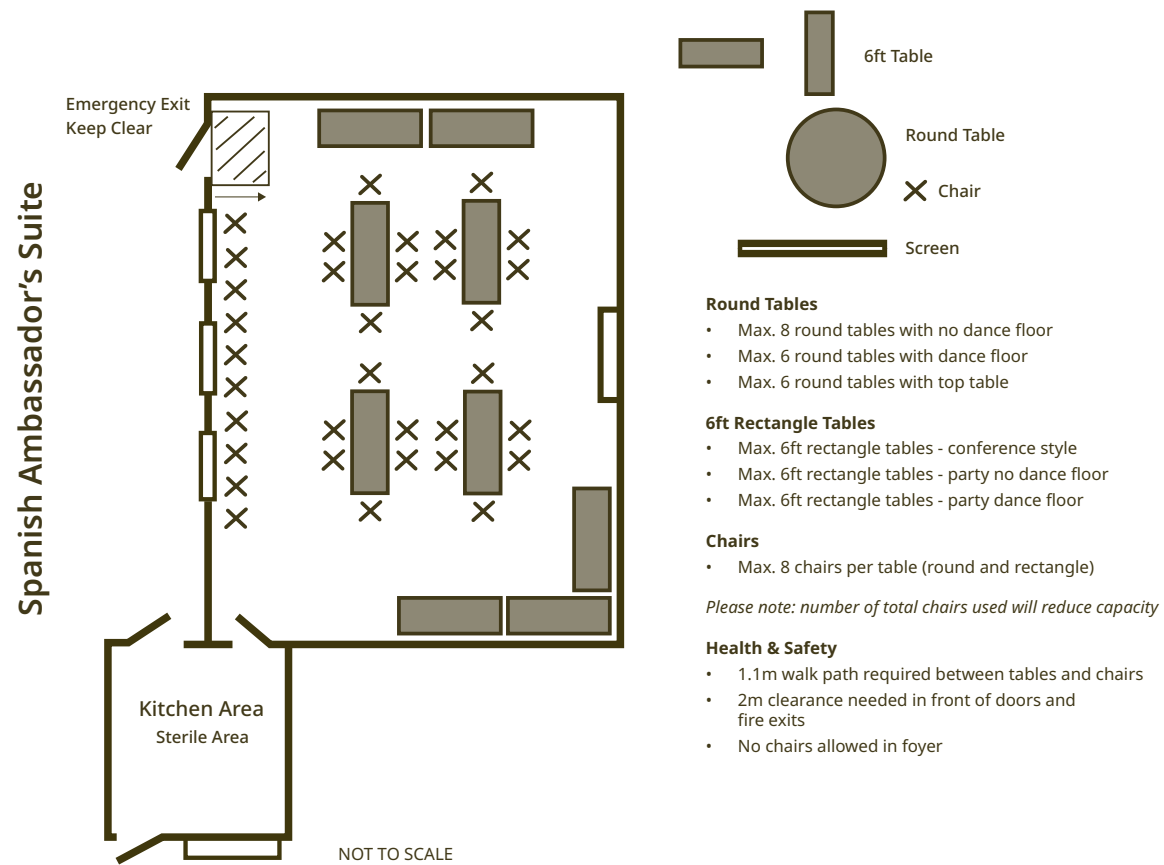 Spanish Ambassador's Suite
Emergency Exit
Keep Clear
Kitchen Area
Sterile Area
NOT TO SCALE
6ft Table
Round Table
Chair
Screen
Round Tables
• Max. 8 round tables with no dance floor
• Max. 6 round tables with dance floor
• Max. 6 round tables with top table
6ft Rectangle Tables
• Max. 6ft rectangle tables - conference style
• Max. 6ft rectangle tables - party no dance floor
• Max. 6ft rectangle tables - party dance floor
Chairs
• Max. 8 chairs per table (round and rectangle)
Please note: number of total chairs used will reduce capacity
Health & Safety
• 1.1m walk path required between tables and chairs
• 2m clearance needed in front of doors and
fire exits
• No chairs allowed in foyer